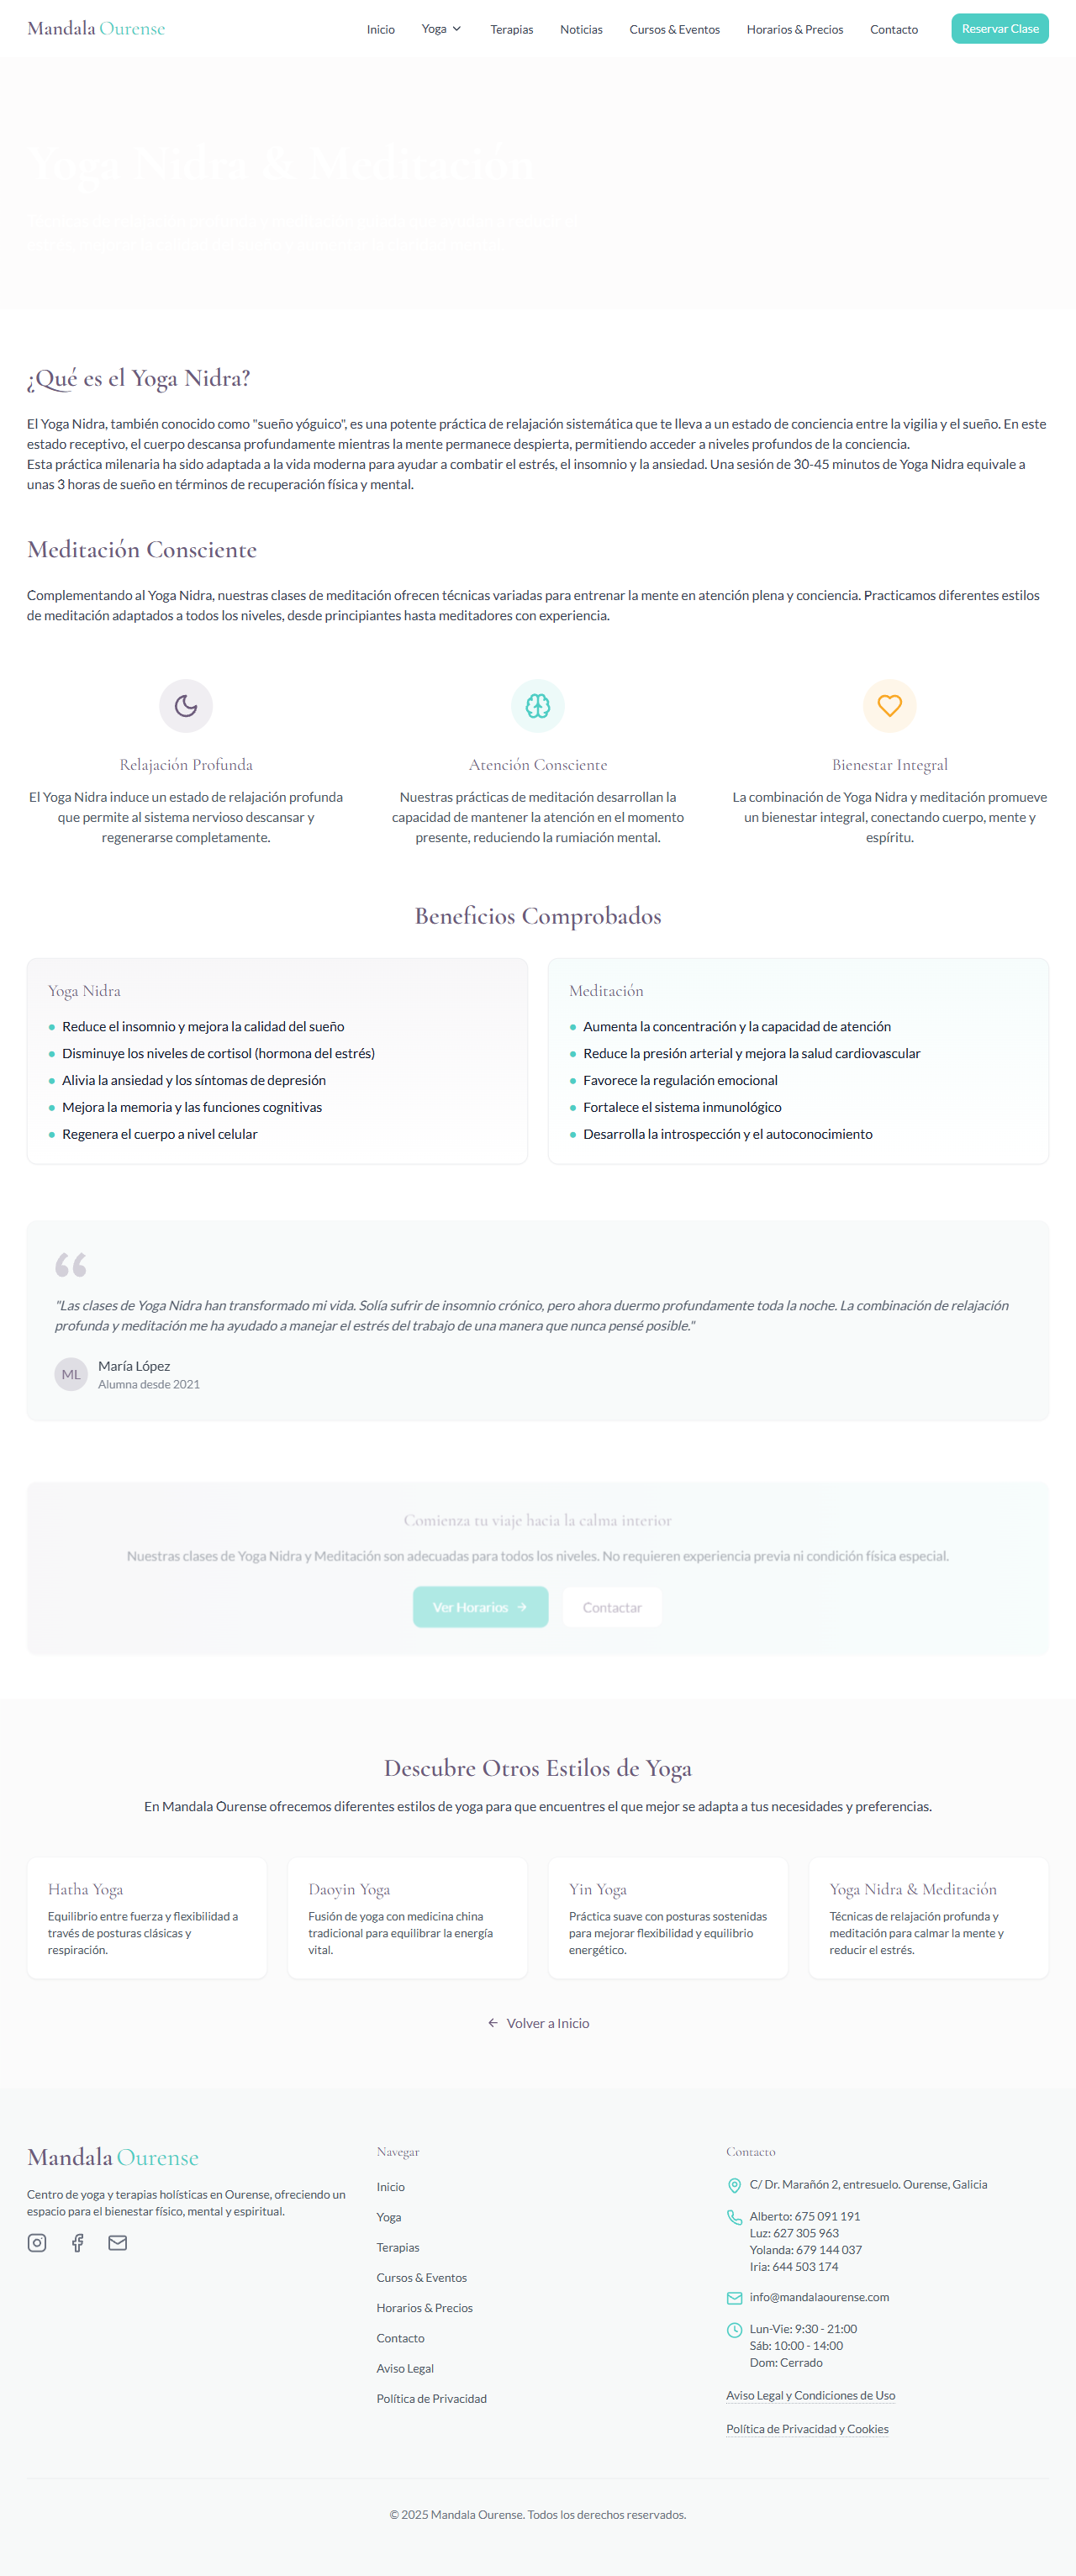 Mandala Ourense
Inicio
Yoga
Terapias
Noticias
Cursos & Eventos
Horarios & Precios
Contacto
Reservar Clase
Yoga Nidra & Meditación
¿Qué es el Yoga Nidra?
El Yoga Nidra, también conocido como "sueño yóguico", es una potente práctica de relajación sistemática que te lleva a un estado de conciencia entre la vigilia y el sueño. En este
estado receptivo, el cuerpo descansa profundamente mientras la mente permanece despierta, permitiendo acceder a niveles profundos de la conciencia.
Esta práctica milenaria ha sido adaptada a la vida moderna para ayudar a combatir el estrés, el insomnio y la ansiedad. Una sesión de 30-45 minutos de Yoga Nidra equivale a
unas 3 horas de sueño en términos de recuperación física y mental.
Meditación Consciente
Complementando al Yoga Nidra, nuestras clases de meditación ofrecen técnicas variadas para entrenar la mente en atención plena y conciencia. Practicamos diferentes estilos
de meditación adaptados a todos los niveles, desde principiantes hasta meditadores con experiencia.
Relajación Profunda
El Yoga Nidra induce un estado de relajación profunda
que permite al sistema nervioso descansar y
regenerarse completamente.
Atención Consciente
Nuestras prácticas de meditación desarrollan la
capacidad de mantener la atención en el momento
presente, reduciendo la rumiación mental.
Bienestar Integral
La combinación de Yoga Nidra y meditación promueve
un bienestar integral, conectando cuerpo, mente y
espíritu.
Beneficios Comprobados
Yoga Nidra
Reduce el insomnio y mejora la calidad del sueño
Disminuye los niveles de cortisol (hormona del estrés)
Alivia la ansiedad y los síntomas de depresión
Mejora la memoria y las funciones cognitivas
Regenera el cuerpo a nivel celular
Meditación
Aumenta la concentración y la capacidad de atención
Reduce la presión arterial y mejora la salud cardiovascular
Favorece la regulación emocional
Fortalece el sistema inmunológico
Desarrolla la introspección y el autoconocimiento
"Las clases de Yoga Nidra han transformado mi vida. Solía sufrir de insomnio crónico, pero ahora duermo profundamente toda la noche. La combinación de relajación
profunda y meditación me ha ayudado a manejar el estrés del trabajo de una manera que nunca pensé posible."
ML
María López
Alumna desde 2021
Comienza tu viaje hacia la calma interior
Nuestras clases de Yoga Nidra y Meditación son adecuadas para todos los niveles. No requieren experiencia previa ni condición física especial.
Ver Horarios
Contactar
Descubre Otros Estilos de Yoga
En Mandala Ourense ofrecemos diferentes estilos de yoga para que encuentres el que mejor se adapta a tus necesidades y preferencias.
Hatha Yoga
Equilibrio entre fuerza y flexibilidad a
través de posturas clásicas y
respiración.
Daoyin Yoga
Fusión de yoga con medicina china
tradicional para equilibrar la energía
vital.
Yin Yoga
Práctica suave con posturas sostenidas
para mejorar flexibilidad y equilibrio
energético.
Yoga Nidra & Meditación
Técnicas de relajación profunda y
meditación para calmar la mente y
reducir el estrés.
Volver a Inicio
Mandala Ourense
Centro de yoga y terapias holísticas en Ourense, ofreciendo un
espacio para el bienestar físico, mental y espiritual.
Navegar
Inicio
Yoga
Terapias
Cursos & Eventos
Horarios & Precios
Contacto
Aviso Legal
Política de Privacidad
Contacto
C/ Dr. Marañón 2, entresuelo. Ourense, Galicia
Alberto: 675 091 191
Luz: 627 305 963
Yolanda: 679 144 037
Iria: 644 503 174
info@mandalaourense.com
Lun-Vie: 9:30 - 21:00
Sáb: 10:00 - 14:00
Dom: Cerrado
Aviso Legal y Condiciones de Uso
Política de Privacidad y Cookies
© 2025 Mandala Ourense. Todos los derechos reservados.